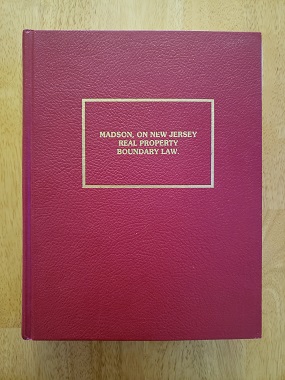 MADSON, ON NEW JERSEY
REAL PROPERTY
BOUNDARY LAW.